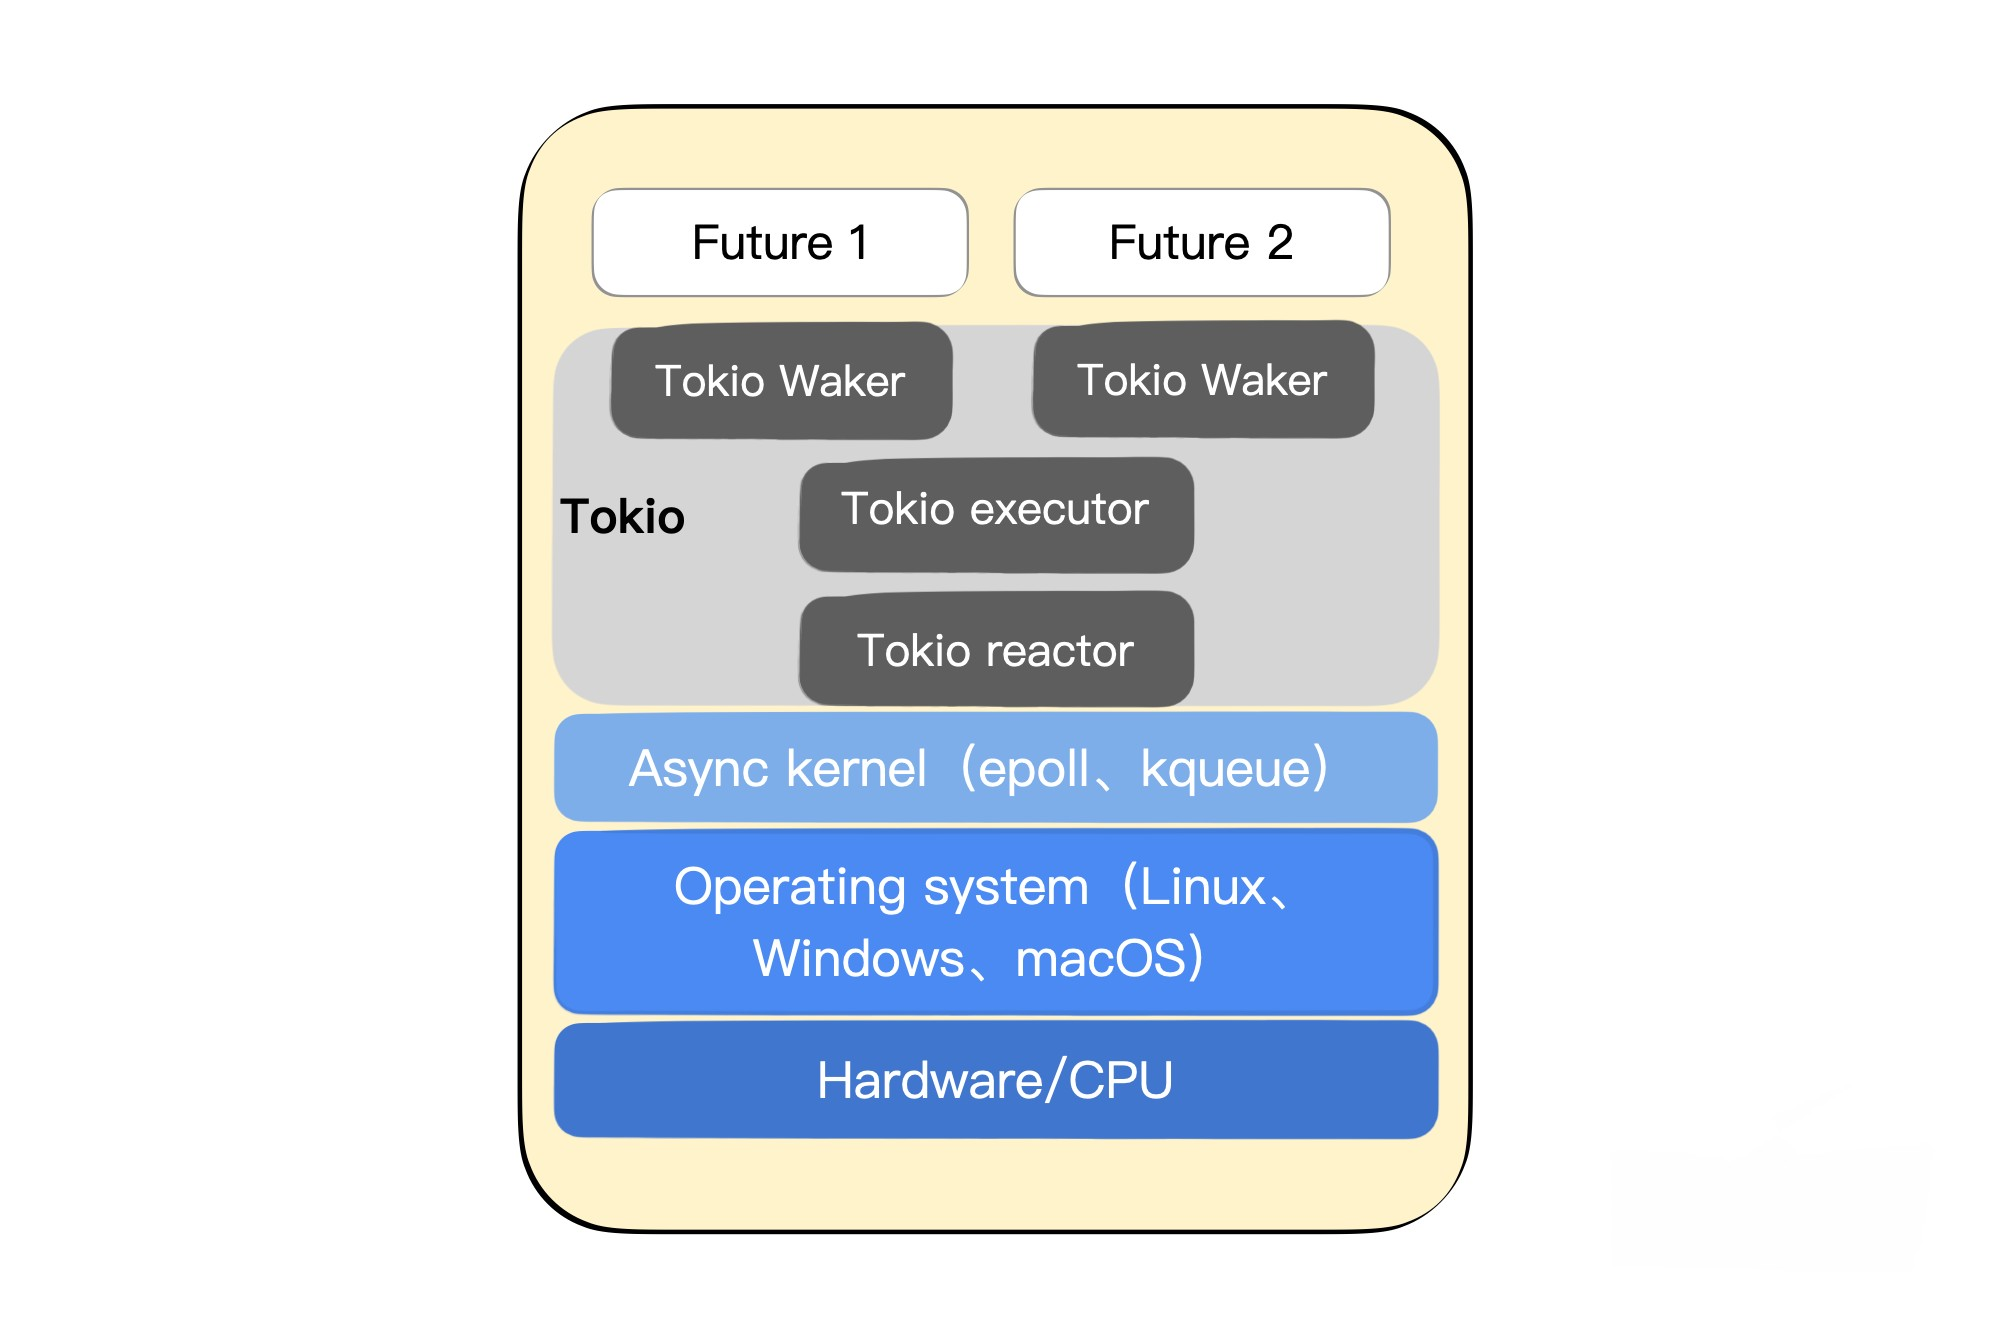 Future 1
Future 2
Tokio Waker
Tokio Waker
Tokio
Tokio executor
Tokio reactor
Async kernel（epoll、kqueue）
Operating system（Linux、
Windows、macOS）
Hardware/CPU